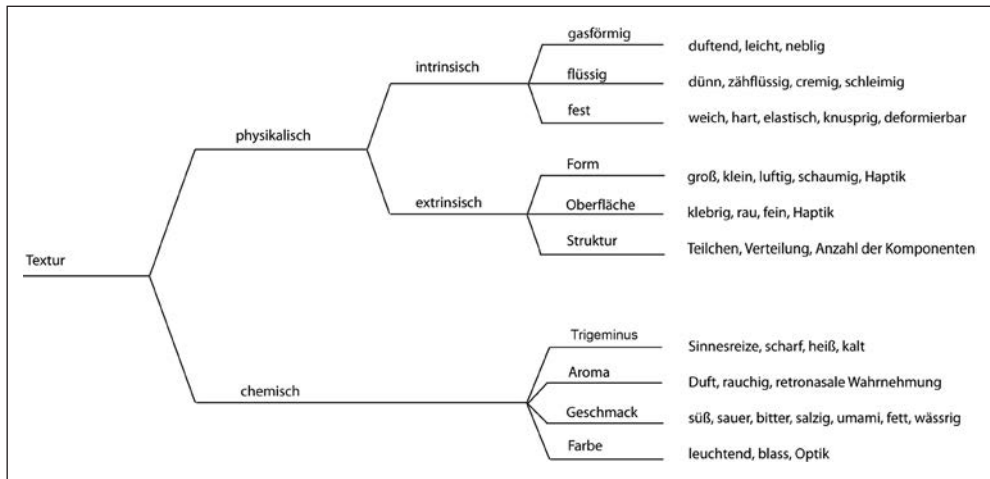 gasförmig
duftend, leicht, neblig
intrinsisch
flüssig
dünn, zähflüssig, cremig, schleimig
fest
weich, hart, elastisch, knusprig, deformierbar
physikalisch
Form
groß, klein, luftig, schaumig, Haptik
extrinsisch
Oberfläche
klebrig, rau, fein, Haptik
Struktur
Teilchen, Verteilung, Anzahl der Komponenten
Textur
Trigeminus
Sinnesreize, scharf, heiß, kalt
Aroma
Duft, rauchig, retronasale Wahrnehmung
chemisch
Geschmack
süß, sauer, bitter, salzig, umami, fett, wässrig
Farbe
leuchtend, blass, Optik